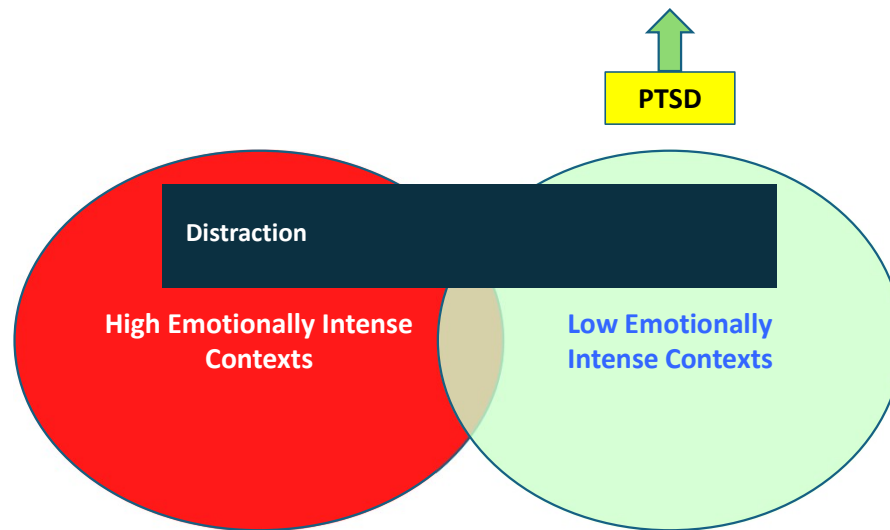 PTSD
Distraction
High Emotionally Intense
Contexts
Low Emotionally
Intense Contexts